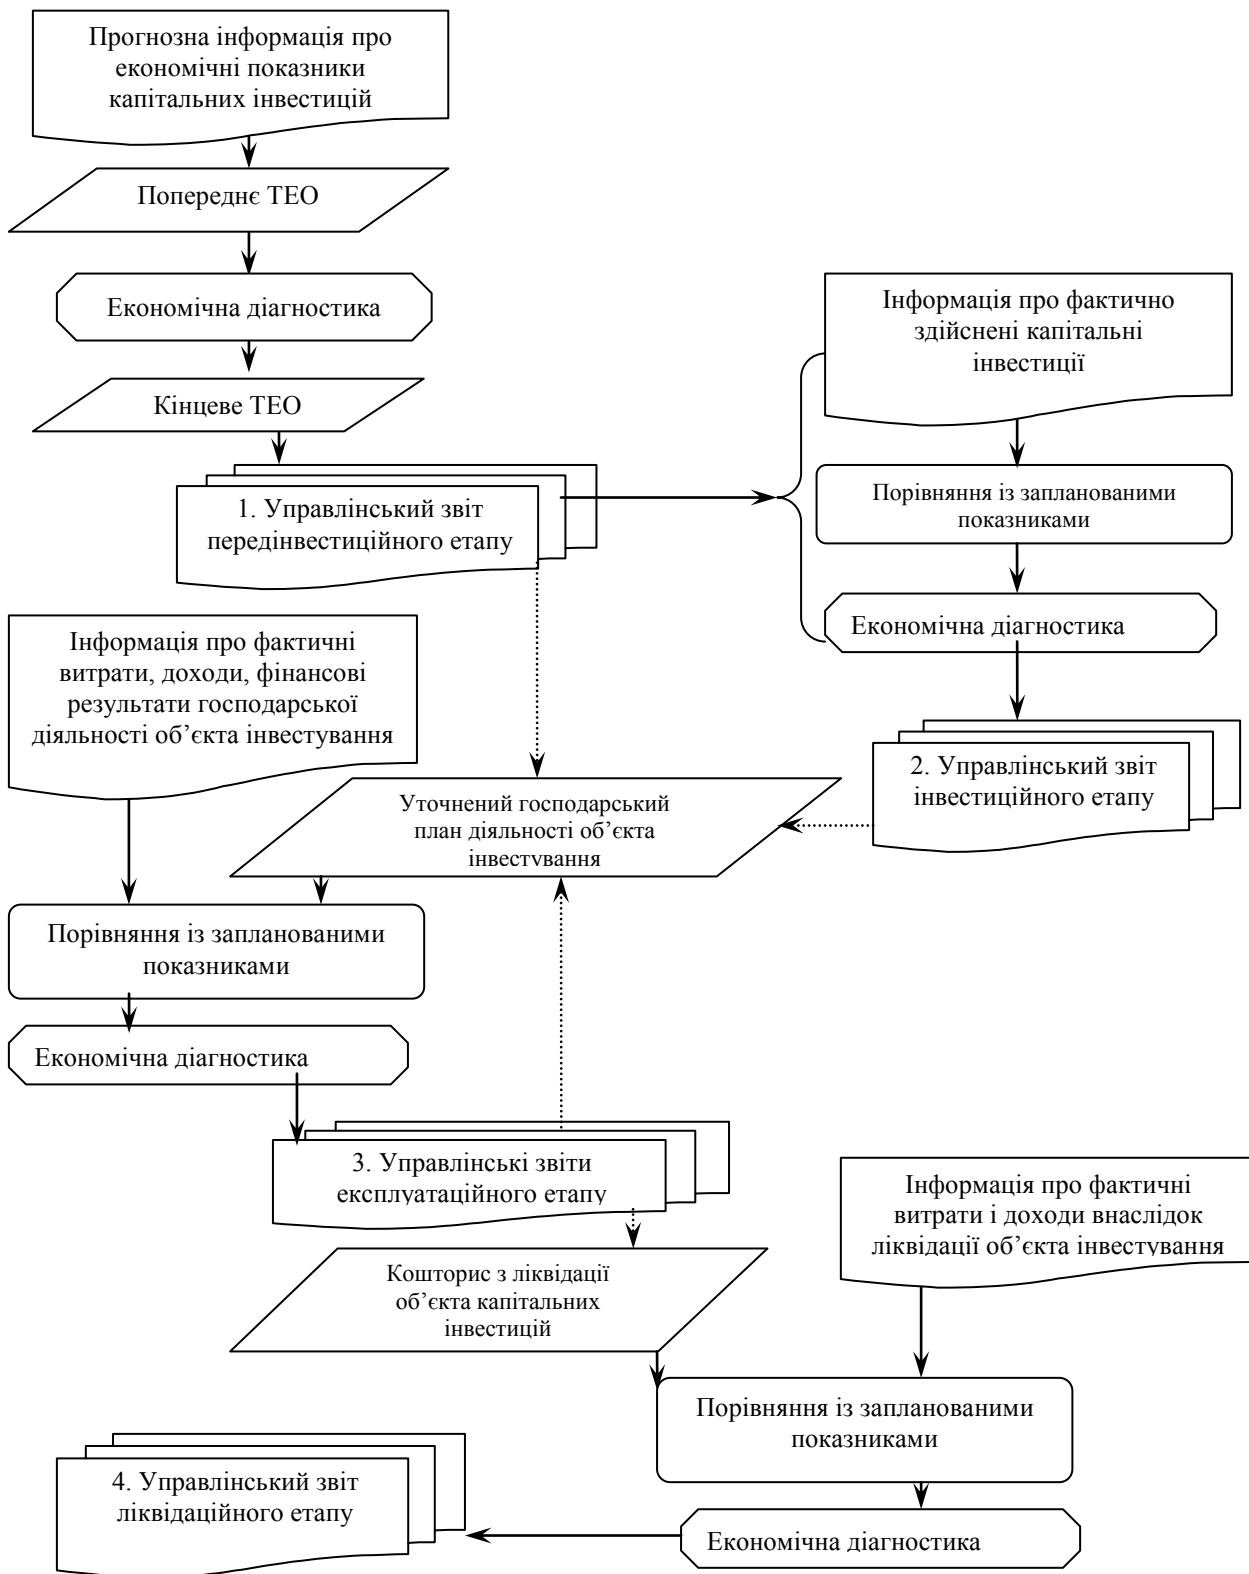 Прогнозна інформація про
економічні показники
капітальних інвестицій
Попереднє ТЕО
Економічна діагностика
Кінцеве ТЕО
1. Управлінський звіт
передінвестиційного етапу
Інформація про фактично
здійснені капітальні
інвестиції
Порівняння із запланованими
показниками
Економічна діагностика
2. Управлінський звіт
інвестиційного етапу
Інформація про фактичні
витрати, доходи, фінансові
результати господарської
діяльності об’єкта інвестування
Уточнений господарський
план діяльності об’єкта
інвестування
Порівняння із запланованими
показниками
Економічна діагностика
3. Управлінські звіти
експлуатаційного етапу
Кошторис з ліквідації
об’єкта капітальних
інвестицій
Інформація про фактичні
витрати і доходи внаслідок
ліквідації об’єкта інвестування
Порівняння із запланованими
показниками
Економічна діагностика
4. Управлінський звіт
ліквідаційного етапу